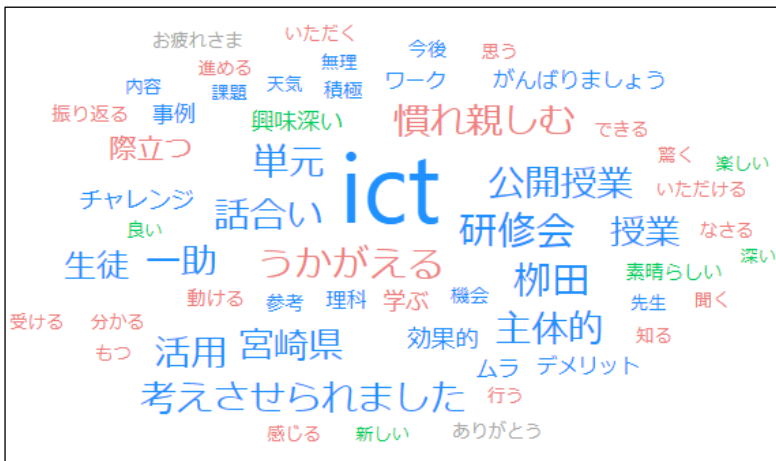 お疲れさま いただく 今後 思う
進める 無理
内容 課題 天気 積極 ワーク がんばりましょう
振り返る 事例 興味深い 慣れ親しむ できる
際立つ 単元 ict 驚く 楽しい
チャレンジ 話合い 公開授業 いただける
良い 研修会 授業 なさる
生徒 一助 うかがえる 栁田 素晴らしい 深い
動ける 参考 理科 学ぶ 機会 先生 聞く
受ける 分かる 効果的 主体的 知る
もつ 活用 宮崎県 ムラ デメリット
考えさせられました 行う
感じる 新しい ありがとう